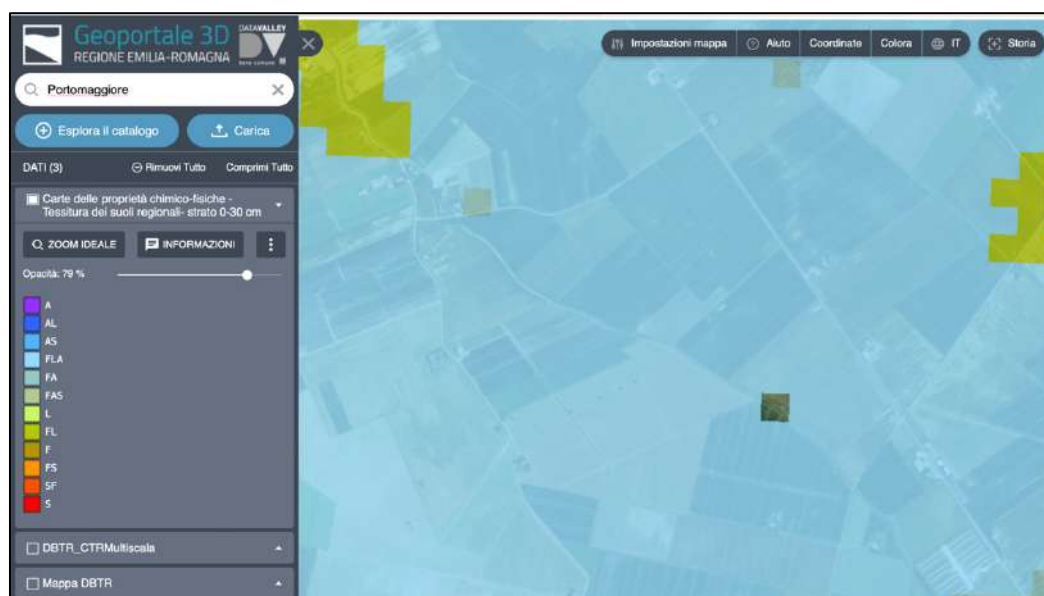 Geoportale 3D
REGIONE EMILIA-ROMAGNA
DATAVALLEY
DV
bene comune
Portomaggiore
Esplora il catalogo
Carica
DATI (3)
Rimuovi Tutto
Comprimi Tutto
Carte delle proprietà chimico-fisiche -
Tessitura dei suoli regionali- strato 0-30 cm
ZOOM IDEALE
INFORMAZIONI
Opacità: 79 %
A
AL
AS
FLA
FA
FAS
L
FL
F
FS
SF
S
DBTR_CTRMultiscala
Mappa DBTR
Impostazioni mappa
Aiuto
Coordinate
Colora
IT
Storia